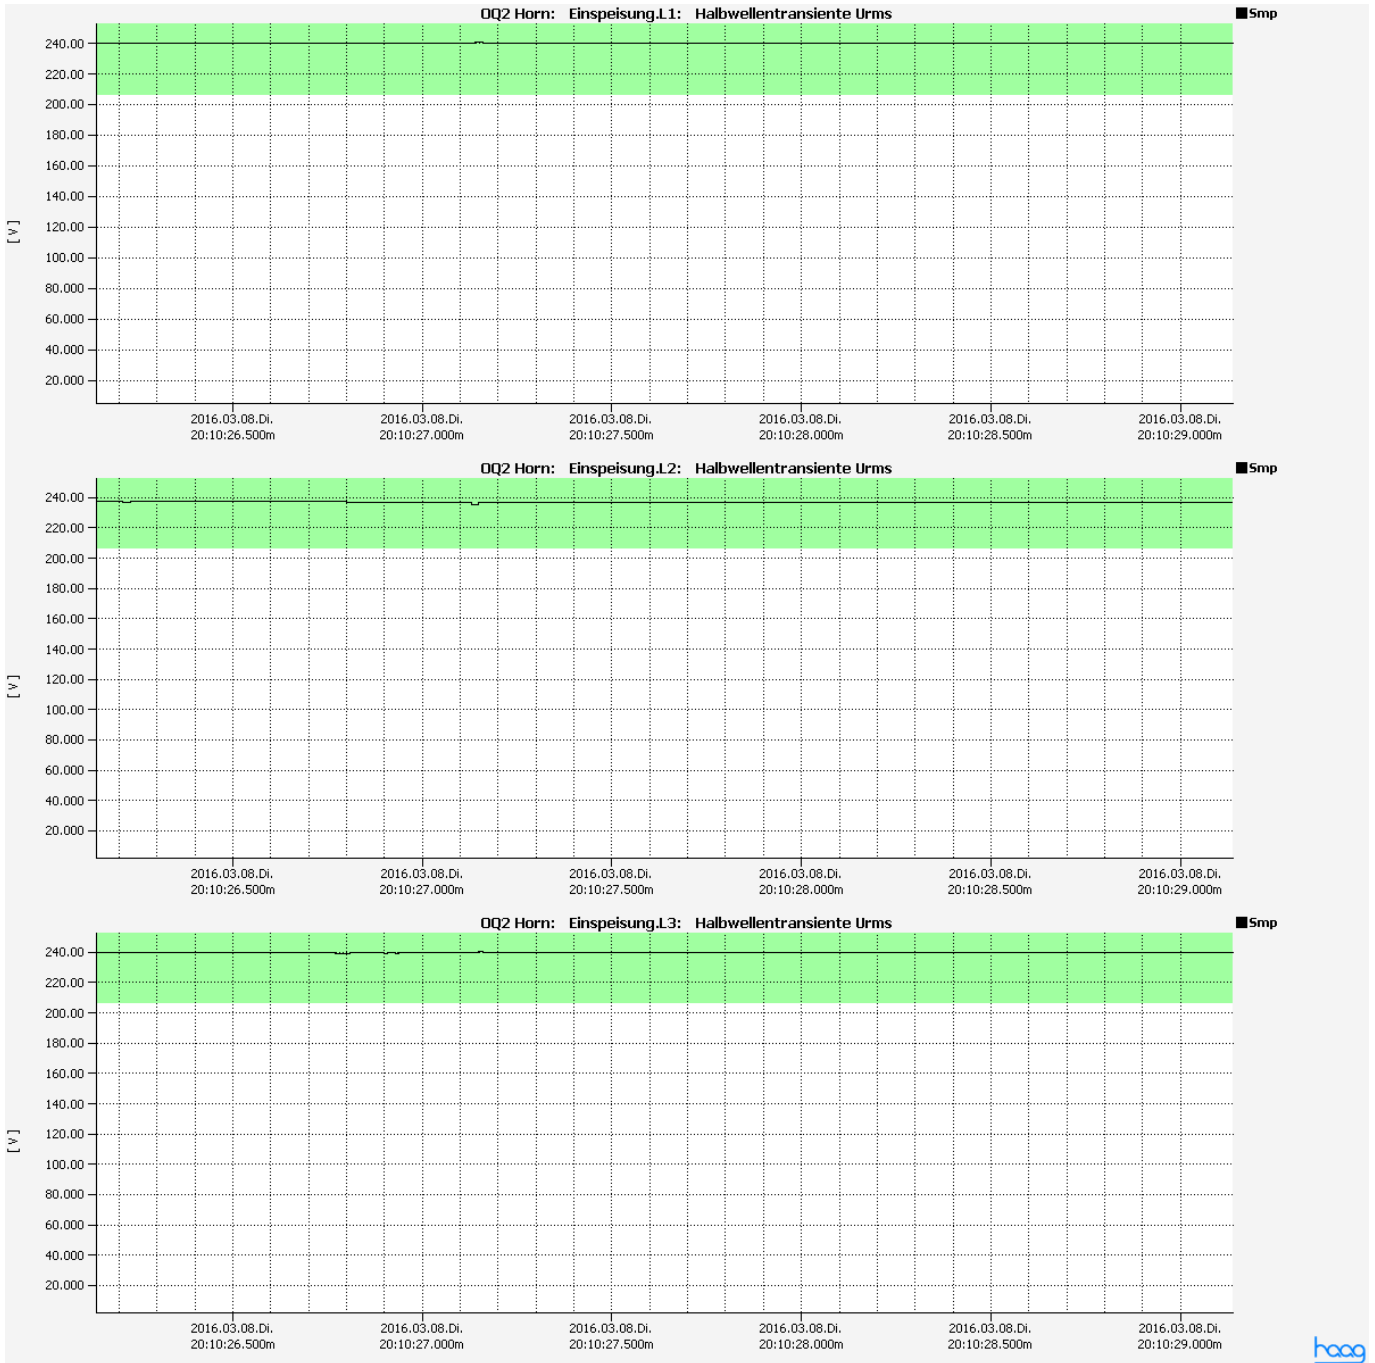 OQ2 Horn: Einspeisung.L1: Halbwellentransiente Urms
Smp
240.00
220.00
200.00
180.00
160.00
140.00
120.00
100.00
80.000
60.000
40.000
20.000
[ V ]
2016.03.08.Di. 2016.03.08.Di. 2016.03.08.Di. 2016.03.08.Di. 2016.03.08.Di. 2016.03.08.Di.
20:10:26.500m 20:10:27.000m 20:10:27.500m 20:10:28.000m 20:10:28.500m 20:10:29.000m
OQ2 Horn: Einspeisung.L2: Halbwellentransiente Urms
Smp
240.00
220.00
200.00
180.00
160.00
140.00
120.00
100.00
80.000
60.000
40.000
20.000
[ V ]
2016.03.08.Di. 2016.03.08.Di. 2016.03.08.Di. 2016.03.08.Di. 2016.03.08.Di. 2016.03.08.Di.
20:10:26.500m 20:10:27.000m 20:10:27.500m 20:10:28.000m 20:10:28.500m 20:10:29.000m
OQ2 Horn: Einspeisung.L3: Halbwellentransiente Urms
Smp
240.00
220.00
200.00
180.00
160.00
140.00
120.00
100.00
80.000
60.000
40.000
20.000
[ V ]
2016.03.08.Di. 2016.03.08.Di. 2016.03.08.Di. 2016.03.08.Di. 2016.03.08.Di. 2016.03.08.Di.
20:10:26.500m 20:10:27.000m 20:10:27.500m 20:10:28.000m 20:10:28.500m 20:10:29.000m
haag